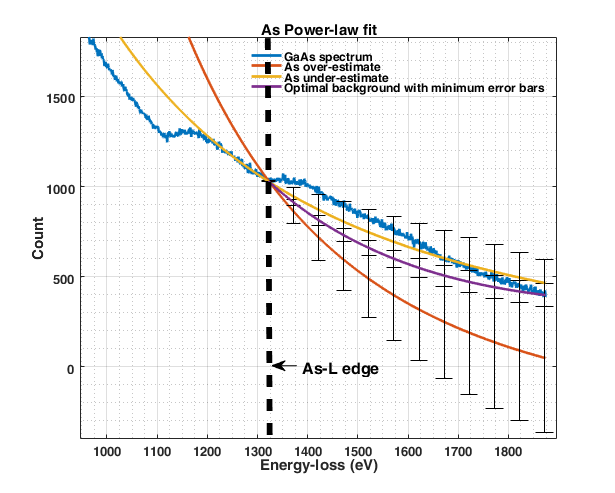 As Power-law fit
GaAs spectrum
As over-estimate
As under-estimate
Optimal background with minimum error bars
1500
1000
500
0
Count
As-L edge
1000 1100 1200 1300 1400 1500 1600 1700 1800
Energy-loss (eV)